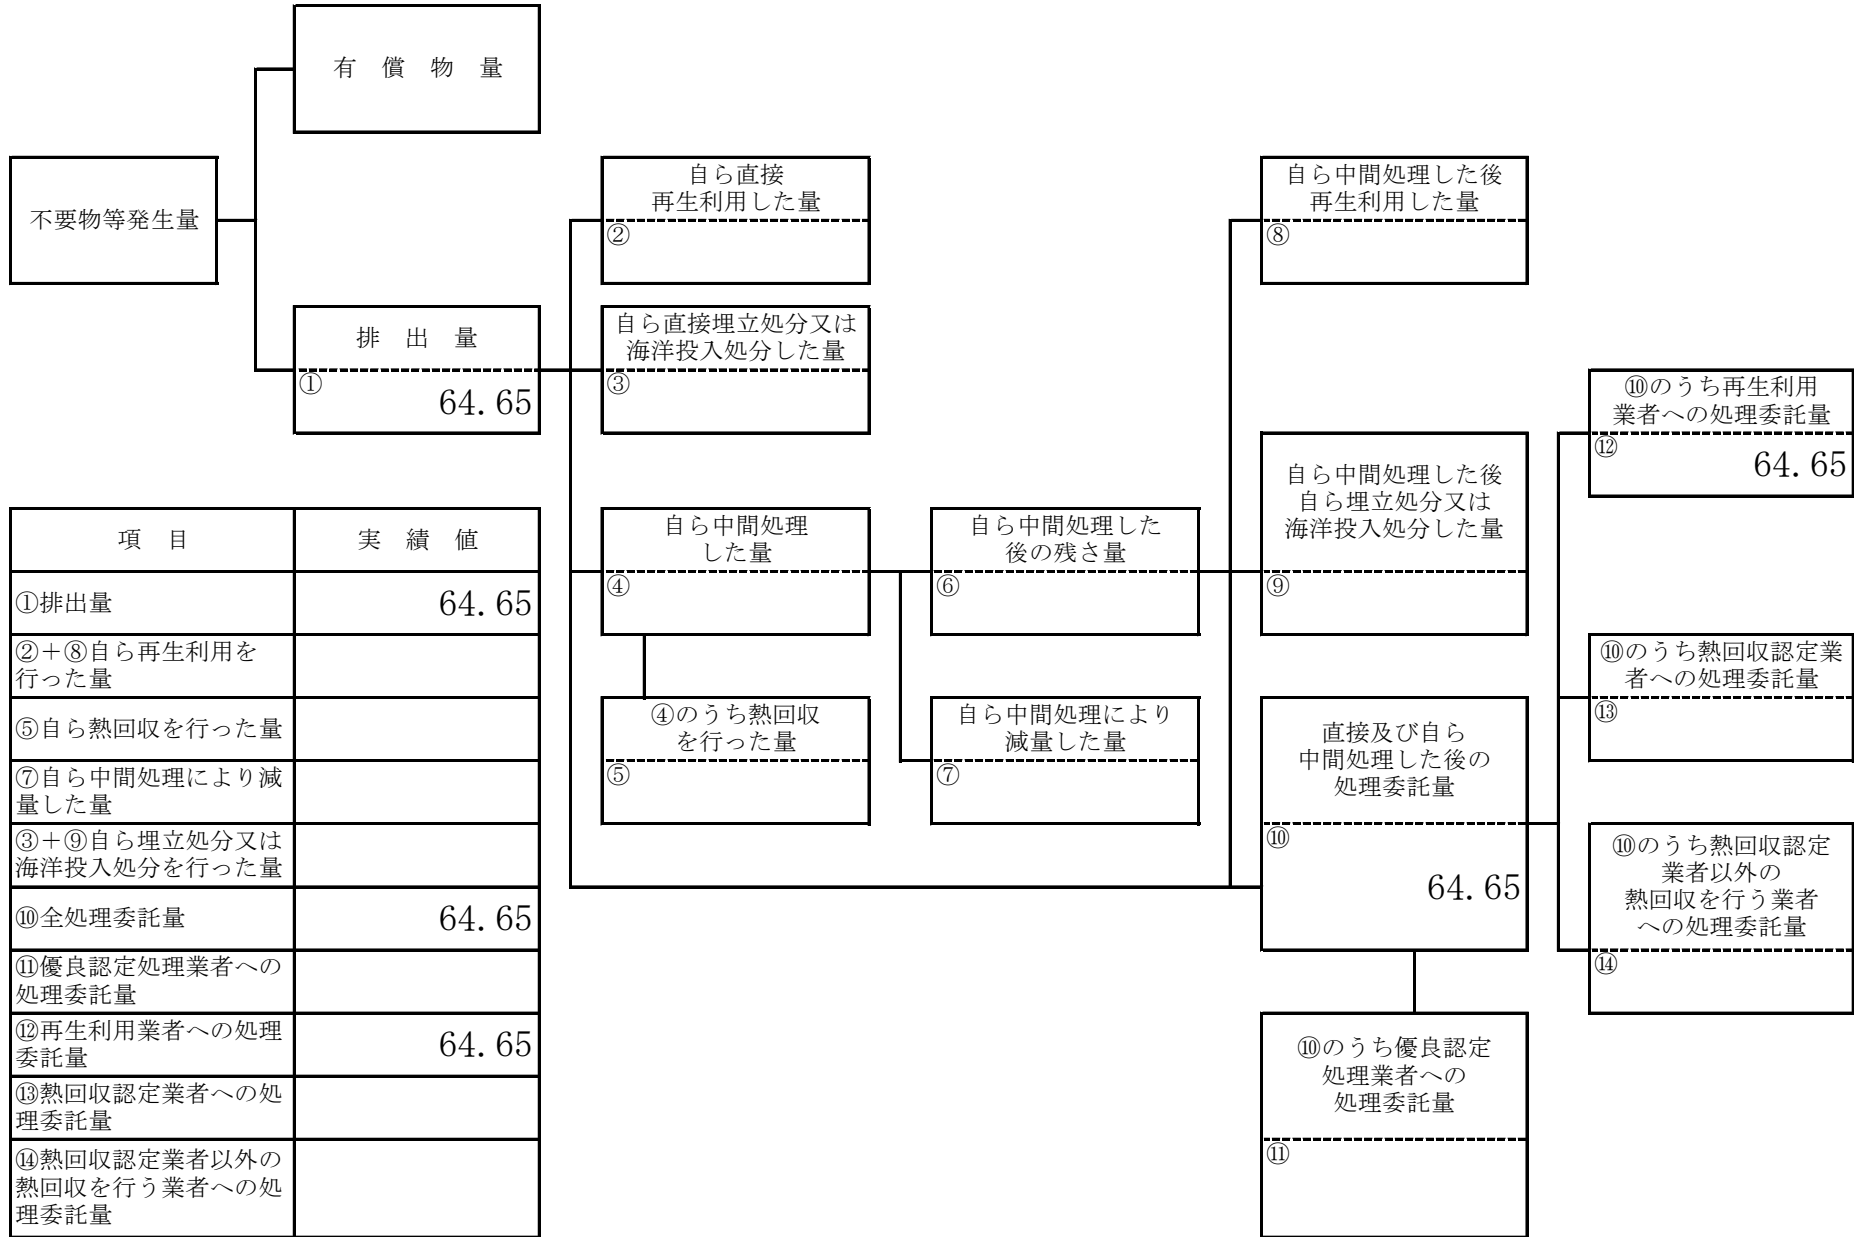 有 償 物 量
不要物等発生量
排 出 量
①
64.65
自ら直接
再生利用した量
②
自ら直接埋立処分又は
海洋投入処分した量
③
自ら中間処理
した量
④
④のうち熱回収
を行った量
⑤
自ら中間処理した
後の残さ量
⑥
自ら中間処理により
減量した量
⑦
自ら中間処理した後
再生利用した量
⑧
自ら中間処理した後
自ら埋立処分又は
海洋投入処分した量
⑨
直接及び自ら
中間処理した後の
処理委託量
⑩
64.65
⑩のうち優良認定
処理業者への
処理委託量
⑪
⑩のうち再生利用
業者への処理委託量
⑫
64.65
⑩のうち熱回収認定業
者への処理委託量
⑬
⑩のうち熱回収認定
業者以外の
熱回収を行う業者
への処理委託量
⑭
項 目 実 績 値
①排出量 64.65
②+⑧自ら再生利用を
行った量
⑤自ら熱回収を行った量
⑦自ら中間処理により減
量した量
③+⑨自ら埋立処分又は
海洋投入処分を行った量
⑩全処理委託量 64.65
⑪優良認定処理業者への
処理委託量
⑫再生利用業者への処理
委託量 64.65
⑬熱回収認定業者への処
理委託量
⑭熱回収認定業者以外の
熱回収を行う業者への処
理委託量